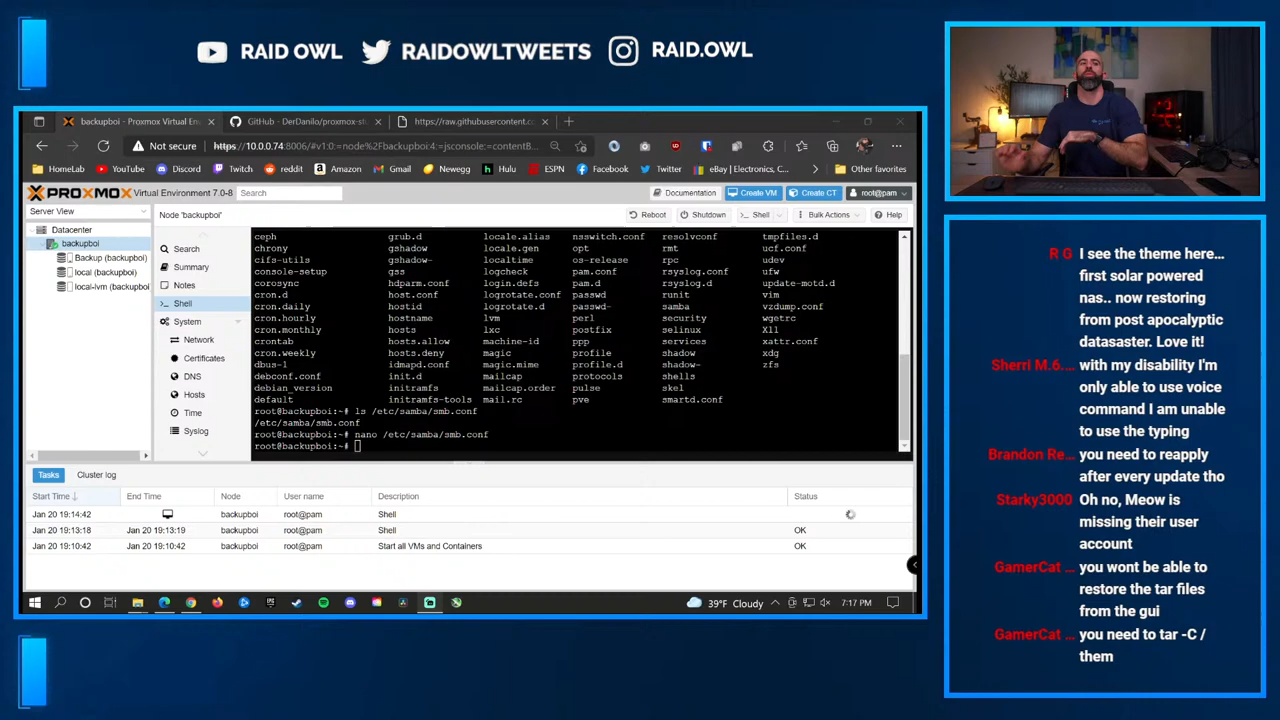 RAID OWL
RAIDOWLTWEETS
RAID.OWL
backupboi - Proxmox Virtual Env
GitHub - DerDanilo/proxmox-st
https://raw.githubusercontent.cc
Not secure
https://10.0.0.74:8006/#v1:0:=node%2Fbackupboi4:=jsconsole:=contentB...
HomeLab
YouTube
Discord
Twitch
reddit
Amazon
Gmail
Newegg
Hulu
ESPN
Facebook
Twitter
eBay | Electronics, C...
Other favorites
PROXMOX Virtual Environment 7.0-8
Search
Documentation
Create VM
Create CT
root@pam
Server View
Node 'backupboi'
Reboot
Shutdown
Shell
Bulk Actions
Help
Datacenter
backupboi
Backup (backupboi)
local (backupboi)
local-lvm (backupboi
Search
Summary
Notes
Shell
System
Network
Certificates
DNS
Hosts
Time
Syslog
ceph grub.d locale.alias nsswitch.conf resolvconf tmpfiles.d
chrony gshadow locale.gen opt rmt ucf.conf
cifs-utils gshadow- localtime os-release rpc udev
console-setup gss logcheck pam.conf rsyslog.conf ufw
corosync hdparm.conf login.defs pam.d rsyslog.d update-motd.d
cron.d host.conf logrotate.conf passwd runit vim
cron.daily hostid logrotate.d passwd- samba vzdump.conf
cron.hourly hostname lvm perl security wgetrc
cron.monthly hosts lxc postfix selinux X11
crontab hosts.allow machine-id ppp services xattr.conf
cron.weekly hosts.deny magic profile shadow xdg
dbus-1 idmapd.conf magic.mime profile.d shadow- zfs
debconf.conf init.d mailcap protocols shells
debian_version initramfs mailcap.order pulse skel
default initramfs-tools mail.rc pve smartd.conf
root@backupboi:~# ls /etc/samba/smb.conf
/etc/samba/smb.conf
root@backupboi:~# nano /etc/samba/smb.conf
root@backupboi:~#
Tasks
Cluster log
Start Time End Time Node User name Description Status
Jan 20 19:14:42 backupboi root@pam Shell
Jan 20 19:13:18 Jan 20 19:13:19 backupboi root@pam Shell OK
Jan 20 19:10:42 Jan 20 19:10:42 backupboi root@pam Start all VMs and Containers OK
39°F Cloudy
7:17 PM
R G I see the theme here...
first solar powered
nas.. now restoring
from post apocalyptic
datasaster. Love it!
Sherri M.6.... with my disability I'm
only able to use voice
command I am unable
to use the typing
Brandon Re... you need to reapply
after every update tho
Starky3000 Oh no, Meow is
missing their user
account
GamerCat ... you wont be able to
restore the tar files
from the gui
GamerCat ... you need to tar -C /
them